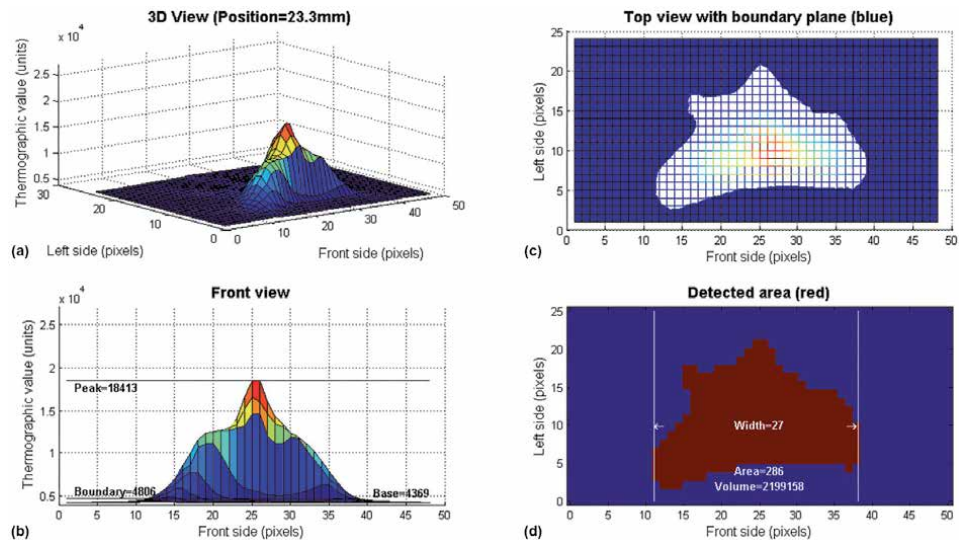 3D View (Position=23.3mm)
x 10^4
Thermographic value (units)
2.5
2
1.5
1
0.5
30
20
10
0
0
10
20
30
40
50
(a)
Left side (pixels)
Front side (pixels)
Top view with boundary plane (blue)
Left side (pixels)
25
20
15
10
5
0
0 5 10 15 20 25 30 35 40 45 50
(c)
Front side (pixels)
Front view
x 10^4
Thermographic value (units)
2.5
2
1.5
1
0.5
Peak=18413
Boundary=4806
Base=4369
0 5 10 15 20 25 30 35 40 45 50
(b)
Front side (pixels)
Detected area (red)
Left side (pixels)
25
20
15
10
5
0
Width=27
Area=286
Volume=2199158
0 5 10 15 20 25 30 35 40 45 50
(d)
Front side (pixels)